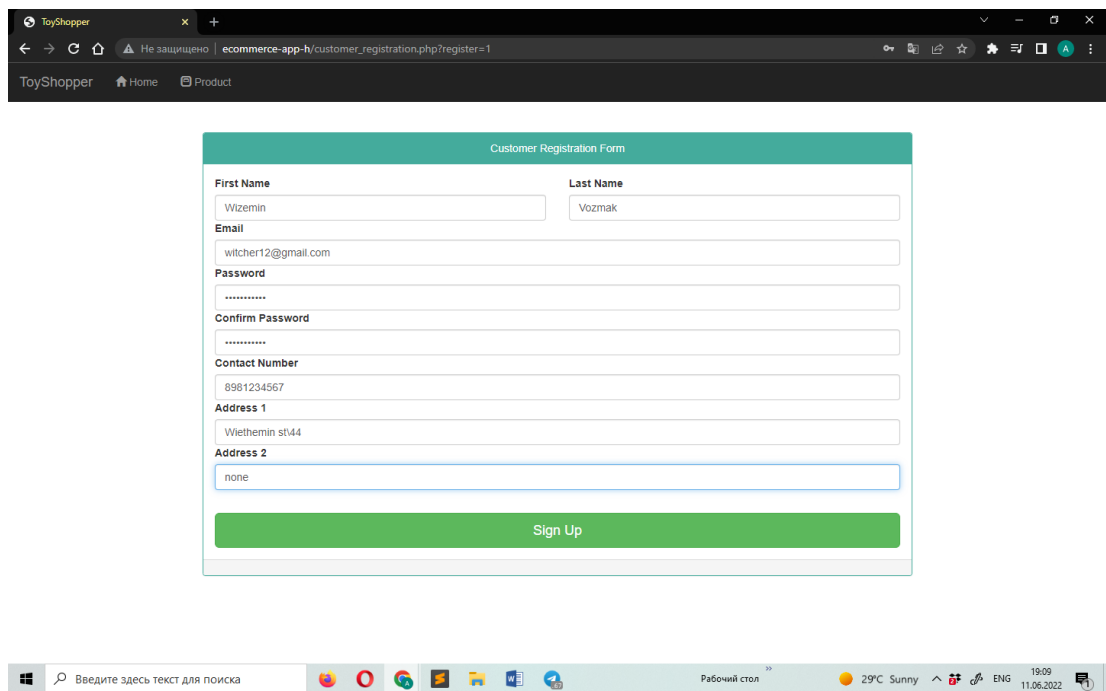 ToyShopper
Не защищено | ecommerce-app-h/customer_registration.php?register=1
A
ToyShopper Home Product
Customer Registration Form
First Name Last Name
Wizemin Vozmak
Email
witcher12@gmail.com
Password
•••••••••••
Confirm Password
•••••••••••
Contact Number
8981234567
Address 1
Wiethemin st\44
Address 2
none
Sign Up
Введите здесь текст для поиска
Рабочий стол
29°C Sunny
ENG
19:09
11.06.2022